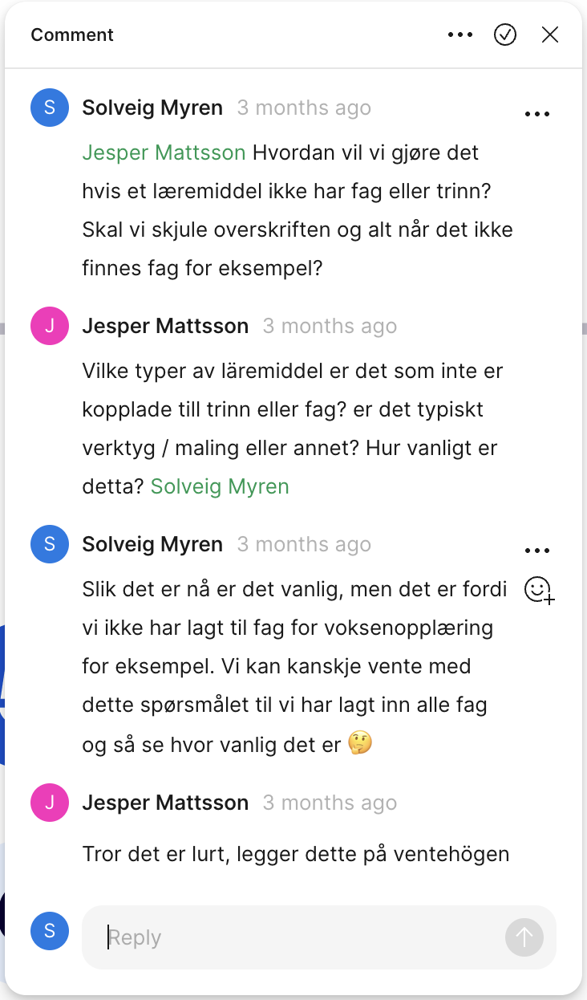 Comment
S Solveig Myren 3 months ago
Jesper Mattsson Hvordan vil vi gjøre det
hvis et læremiddel ikke har fag eller trinn?
Skal vi skjule overskriften og alt når det ikke
finnes fag for eksempel?
J Jesper Mattsson 3 months ago
Vilke typer av läremiddel er det som inte er
kopplade till trinn eller fag? er det typiskt
verktyg / maling eller annet? Hur vanligt er
detta? Solveig Myren
S Solveig Myren 3 months ago
Slik det er nå er det vanlig, men det er fordi
vi ikke har lagt til fag for voksenopplæring
for eksempel. Vi kan kanskje vente med
dette spørsmålet til vi har lagt inn alle fag
og så se hvor vanlig det er 🤔
J Jesper Mattsson 3 months ago
Tror det er lurt, legger dette på ventehögen
S Reply